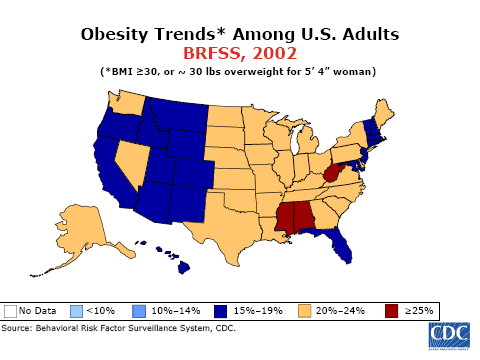 Obesity Trends* Among U.S. Adults
BRFSS, 2002
(*BMI ≥30, or ~ 30 lbs overweight for 5’ 4” woman)
No Data <10% 10%–14% 15%–19% 20%–24% ≥25%
Source: Behavioral Risk Factor Surveillance System, CDC.
CDC